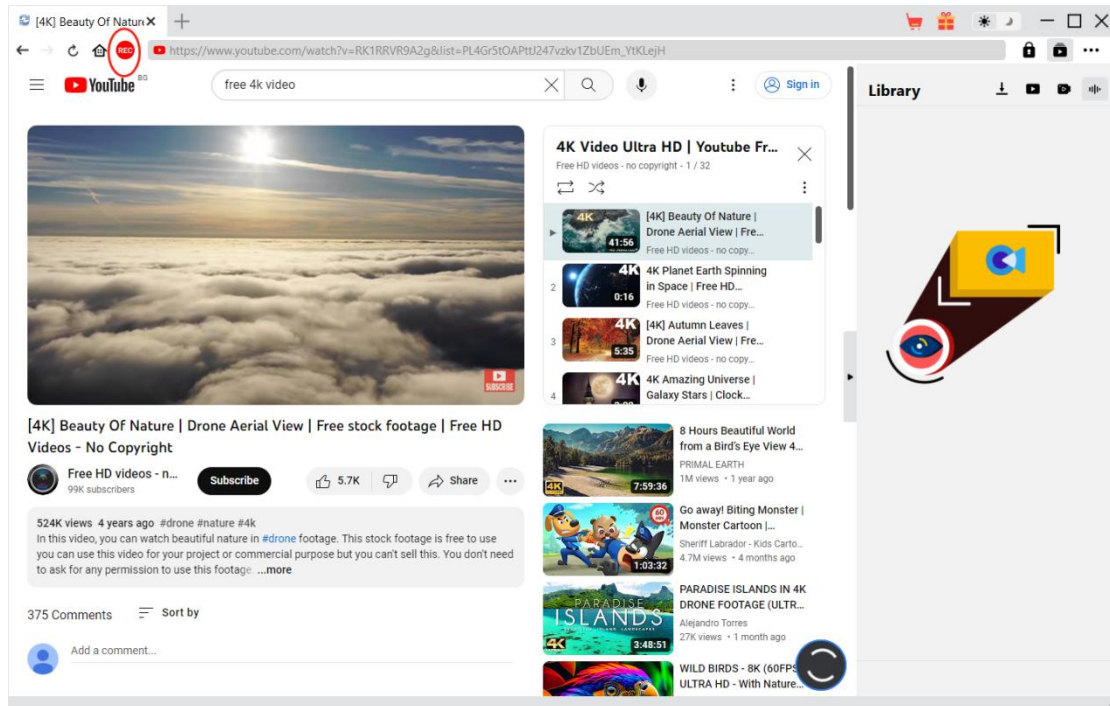 [4K] Beauty Of Nature
REC
https://www.youtube.com/watch?v=RK1RRVR9A2g&list=PL4Gr5tOAPttJ247vzkv1ZbUEm_YtKLejH
YouTube BG
free 4k video
Sign in
Library
SUBSCRIBE
[4K] Beauty Of Nature | Drone Aerial View | Free stock footage | Free HD
Videos - No Copyright
Free HD videos - n...
99K subscribers
Subscribe
5.7K
Share
524K views 4 years ago #drone #nature #4k
In this video, you can watch beautiful nature in #drone footage. This stock footage is free to use
you can use this video for your project or commercial purpose but you can't sell this. You don't need
to ask for any permission to use this footage. ...more
375 Comments
Sort by
Add a comment...
4K Video Ultra HD | Youtube Fr...
Free HD videos - no copyright - 1 / 32
4K
41:56
[4K] Beauty Of Nature |
Drone Aerial View | Fre...
Free HD videos - no copy...
2
4K
0:16
4K Planet Earth Spinning
in Space | Free HD...
Free HD videos - no copy...
3
4K
5:35
[4K] Autumn Leaves |
Drone Aerial View | Fre...
Free HD videos - no copy...
4
4K
4K Amazing Universe |
Galaxy Stars | Clock...
4K
7:59:36
8 Hours Beautiful World
from a Bird's Eye View 4...
PRIMAL EARTH
1M views • 1 year ago
60
1:03:32
Go away! Biting Monster |
Monster Cartoon |...
Sheriff Labrador - Kids Carto...
4.7M views • 4 months ago
PARADISE
ISLANDS
4K
3:48:51
PARADISE ISLANDS IN 4K
DRONE FOOTAGE (ULTR...
Alejandro Torres
27K views • 1 month ago
WILD BIRDS - 8K (60FPS
ULTRA HD - With Nature...